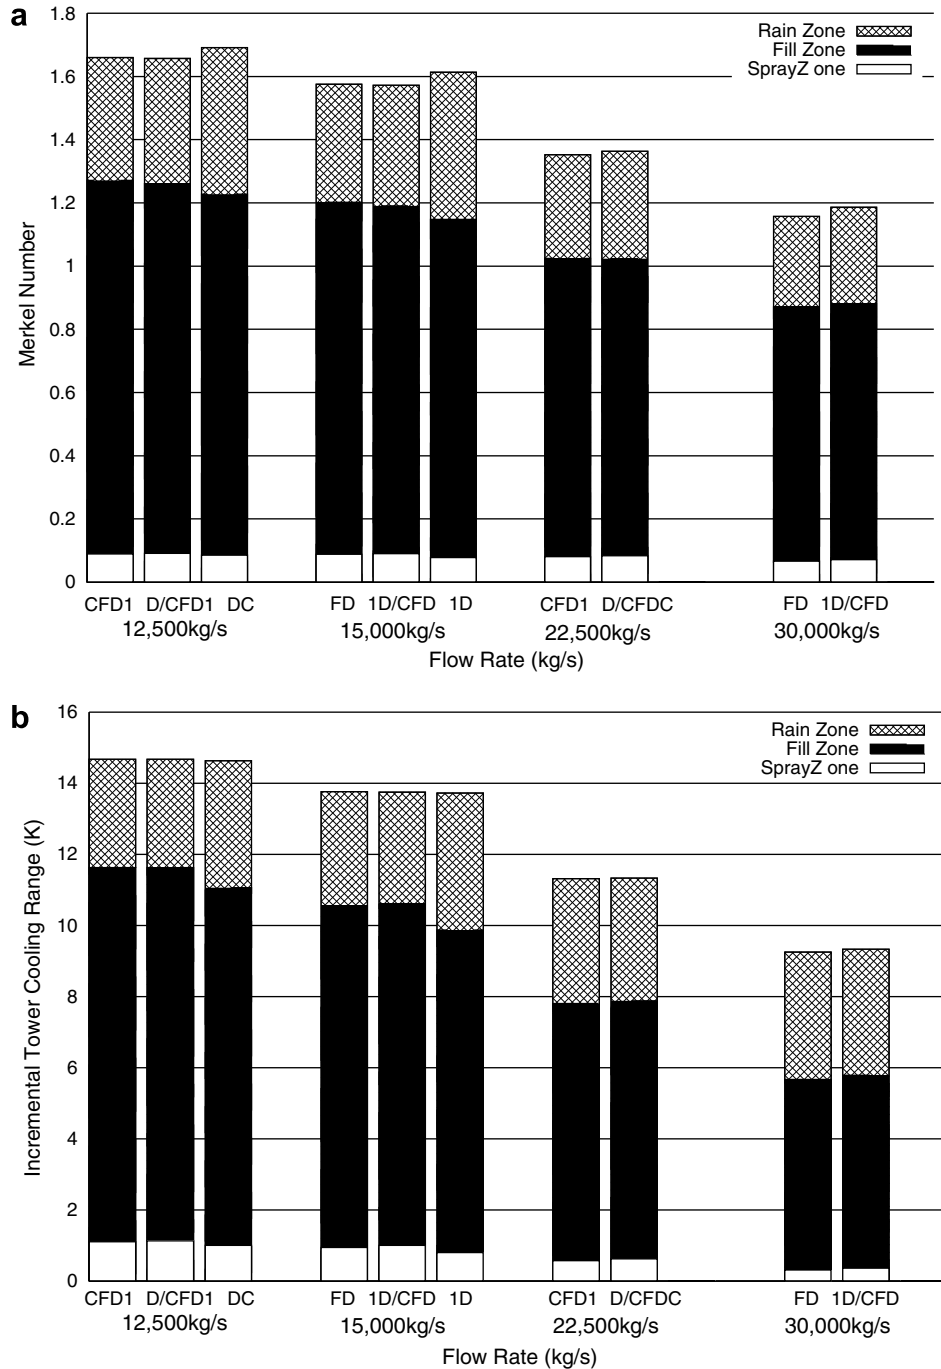 a
1.8
1.6
1.4
1.2
1
0.8
0.6
0.4
0.2
0
Merkel Number
Rain Zone
Fill Zone
SprayZ one
CFD1 D/CFD1 DC FD 1D/CFD 1D CFD1 D/CFDC FD 1D/CFD
12,500kg/s 15,000kg/s 22,500kg/s 30,000kg/s
Flow Rate (kg/s)
b
16
14
12
10
8
6
4
2
0
Incremental Tower Cooling Range (K)
Rain Zone
Fill Zone
SprayZ one
CFD1 D/CFD1 DC FD 1D/CFD 1D CFD1 D/CFDC FD 1D/CFD
12,500kg/s 15,000kg/s 22,500kg/s 30,000kg/s
Flow Rate (kg/s)